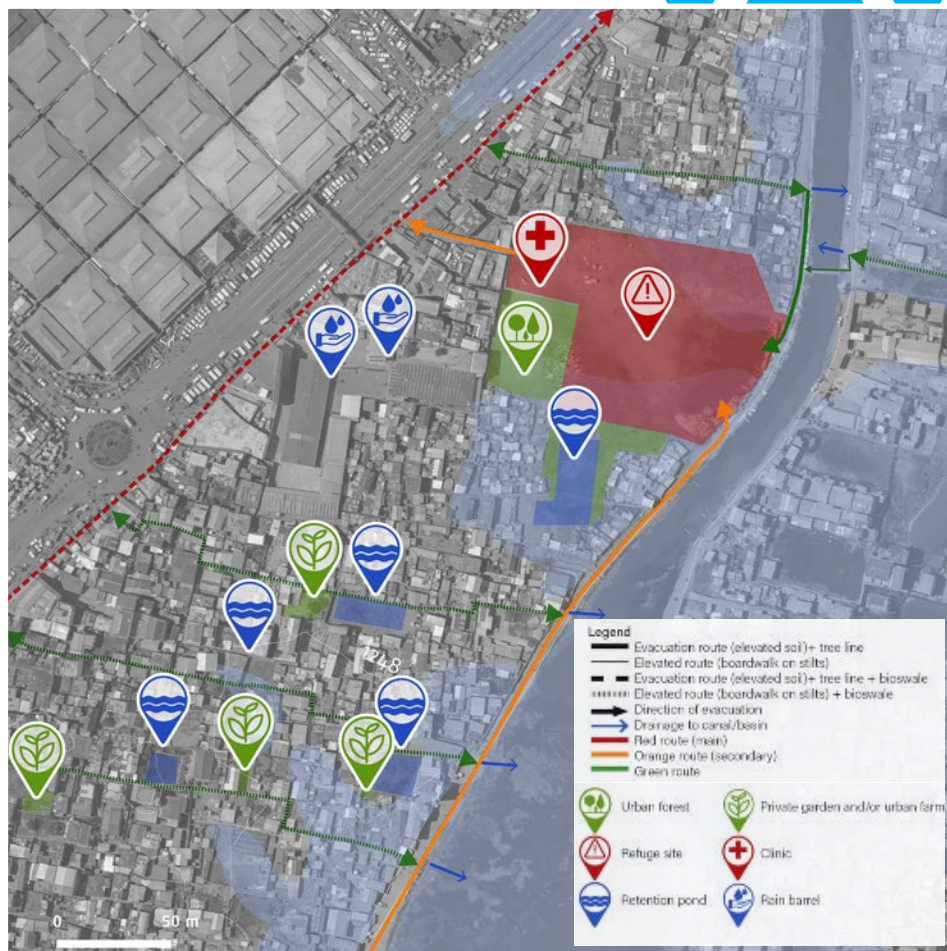 1248
Legend
Evacuation route (elevated soil)+ tree line
Elevated route (boardwalk on stilts)
Evacuation route (elevated soil)+ tree line + bioswale
Elevated route (boardwalk on stilts) + bioswale
Direction of evacuation
Drainage to canal/basin
Red route (main)
Orange route (secondary)
Green route
Urban forest
Private garden and/or urban farm
Refuge site
Clinic
Retention pond
Rain barrel
0 50 m